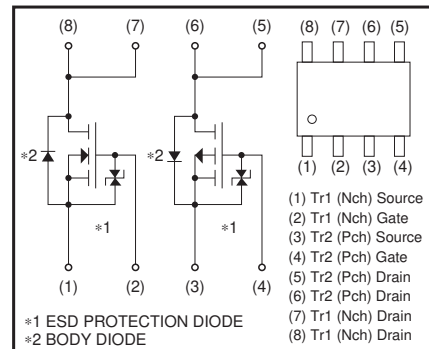 (8) (7) (6) (5)
(8) (7) (6) (5)
*2 *2
*1 *1
(1) (2) (3) (4)
(1) (2) (3) (4)
(1) Tr1 (Nch) Source
(2) Tr1 (Nch) Gate
(3) Tr2 (Pch) Source
(4) Tr2 (Pch) Gate
(5) Tr2 (Pch) Drain
(6) Tr2 (Pch) Drain
(7) Tr1 (Nch) Drain
(8) Tr1 (Nch) Drain
*1 ESD PROTECTION DIODE
*2 BODY DIODE